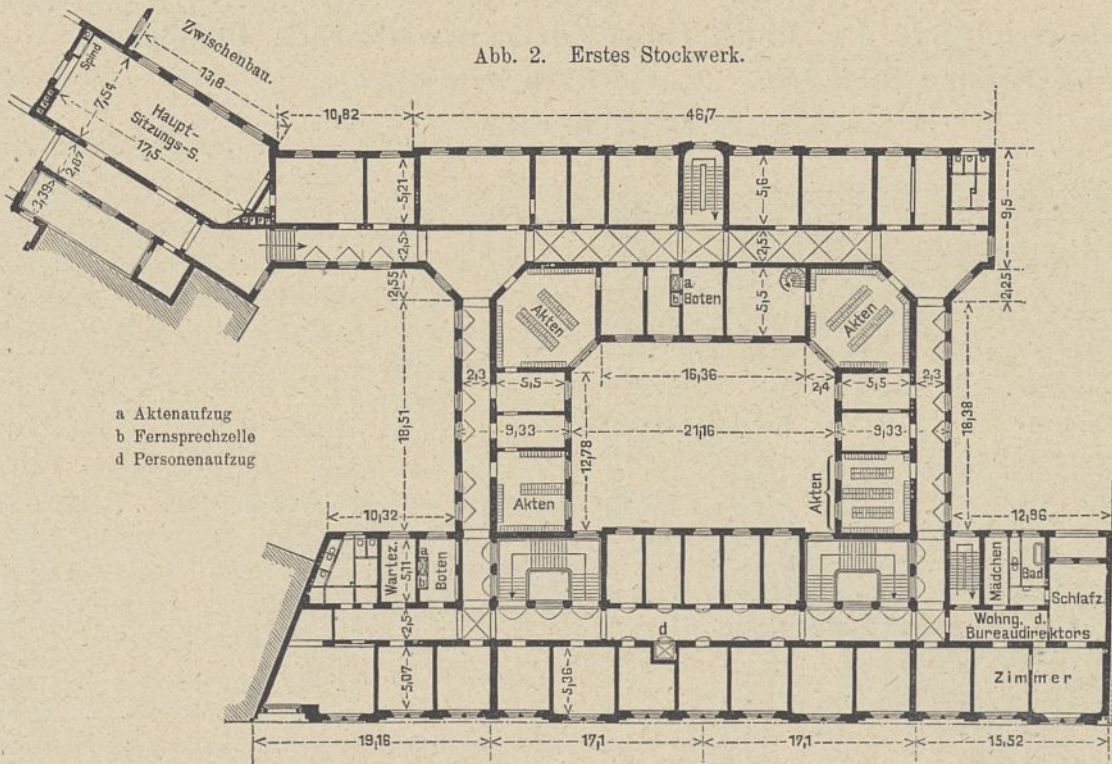 Abb. 2. Erstes Stockwerk.
Zwischenbau.
13,8
Spind
7,54
Haupt-
Sitzungs-S.
17,5
2,87
3,39
10,82
46,7
5,21
2,5
2,55
5,6
2,5
9,5
2,25
Akten
a
b Boten
5,5
Akten
2,3
5,5
16,36
2,4
5,5
2,3
18,51
9,33
21,16
9,33
18,38
12,78
Akten
Akten
a Aktenaufzug
b Fernsprechzelle
d Personenaufzug
10,32
12,96
Wartez.
5,11
a
Boten
Mädchen
Bad
Schlafz.
2,5
d
Wohng. d.
Bureaudirektors
5,07
5,36
Zimmer
19,16
17,1
17,1
15,52